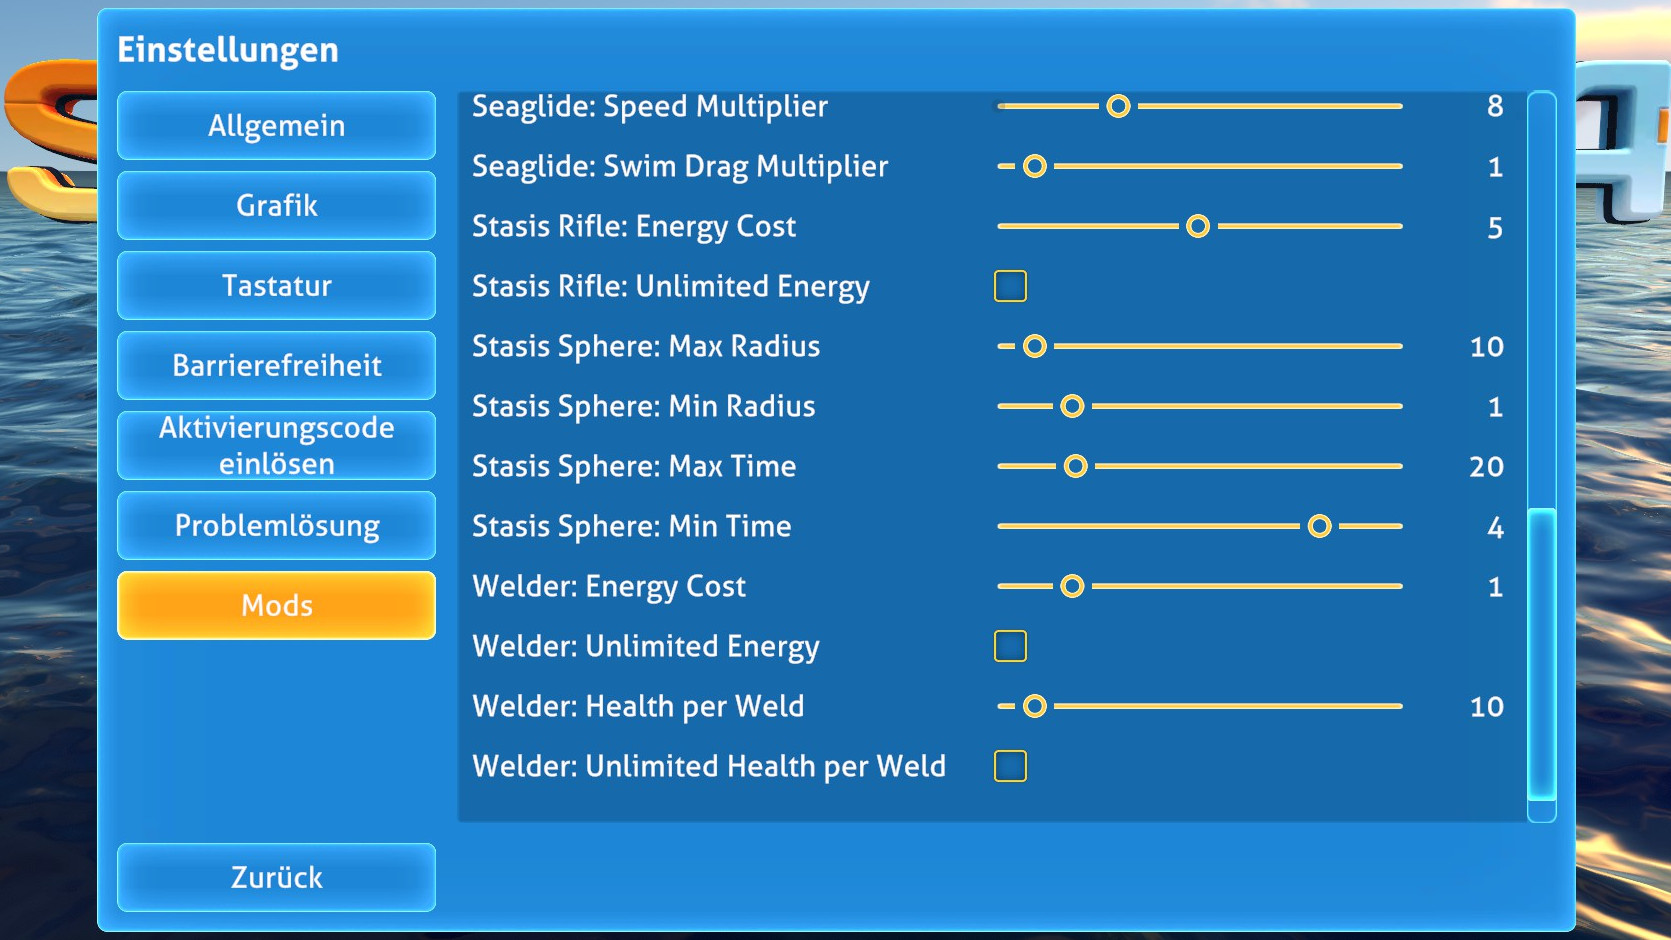 Einstellungen
Allgemein
Grafik
Tastatur
Barrierefreiheit
Aktivierungscode
einlösen
Problemlösung
Mods
Zurück
Seaglide: Speed Multiplier 8
Seaglide: Swim Drag Multiplier 1
Stasis Rifle: Energy Cost 5
Stasis Rifle: Unlimited Energy
Stasis Sphere: Max Radius 10
Stasis Sphere: Min Radius 1
Stasis Sphere: Max Time 20
Stasis Sphere: Min Time 4
Welder: Energy Cost 1
Welder: Unlimited Energy
Welder: Health per Weld 10
Welder: Unlimited Health per Weld